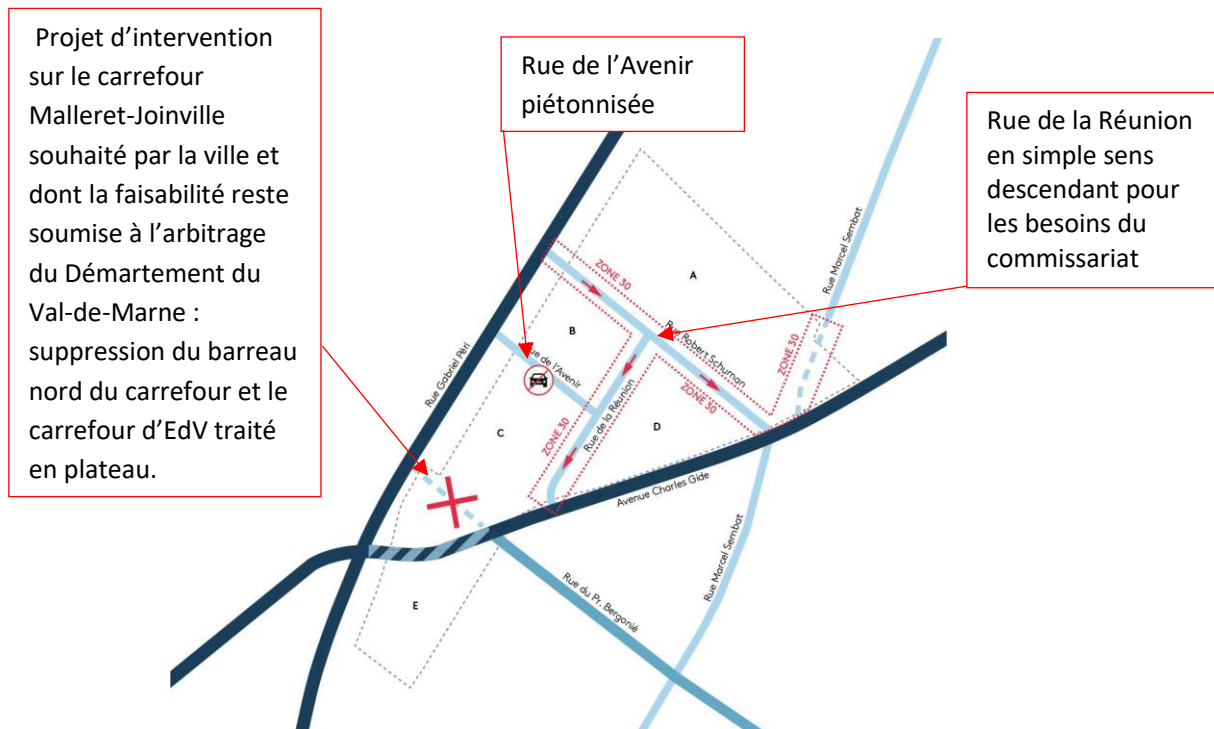 Projet d’intervention
sur le carrefour
Malleret-Joinville
souhaité par la ville et
dont la faisabilité reste
soumise à l’arbitrage
du Démartement du
Val-de-Marne :
suppression du barreau
nord du carrefour et le
carrefour d’EdV traité
en plateau.
Rue de l’Avenir
piétonnisée
Rue de la Réunion
en simple sens
descendant pour
les besoins du
commissariat
Rue Marcel Sembat
ZONE 30
A
Rue Robert Schuman
ZONE 30
B
Rue de l'Avenir
Rue Gabriel Péri
ZONE 30
Rue de la Réunion
ZONE 30
C
D
Avenue Charles Gide
Rue Marcel Sembat
Rue du Pr. Bergonié
E